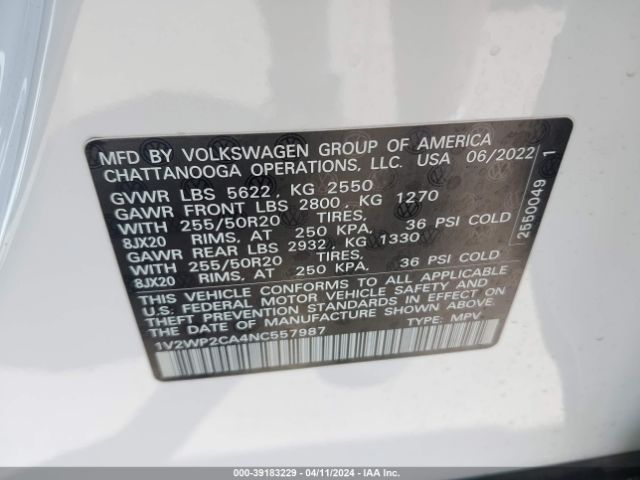 MFD BY VOLKSWAGEN GROUP OF AMERICA
CHATTANOOGA OPERATIONS, LLC. USA 06/2022
GVWR LBS 5622 , KG 2550
GAWR FRONT LBS 2800 , KG 1270
WITH 255/50R20 TIRES,
8JX20 RIMS, AT 250 KPA, 36 PSI COLD
GAWR REAR LBS 2932 , KG 1330
WITH 255/50R20 TIRES,
8JX20 RIMS, AT 250 KPA, 36 PSI COLD
THIS VEHICLE CONFORMS TO ALL APPLICABLE
U.S. FEDERAL MOTOR VEHICLE SAFETY AND
THEFT PREVENTION STANDARDS IN EFFECT ON
THE DATE OF MANUFACTURE SHOWN ABOVE.
1V2WP2CA4NC557987 TYPE: MPV
2550049 1
000-39183229 - 04/11/2024 - IAA Inc.